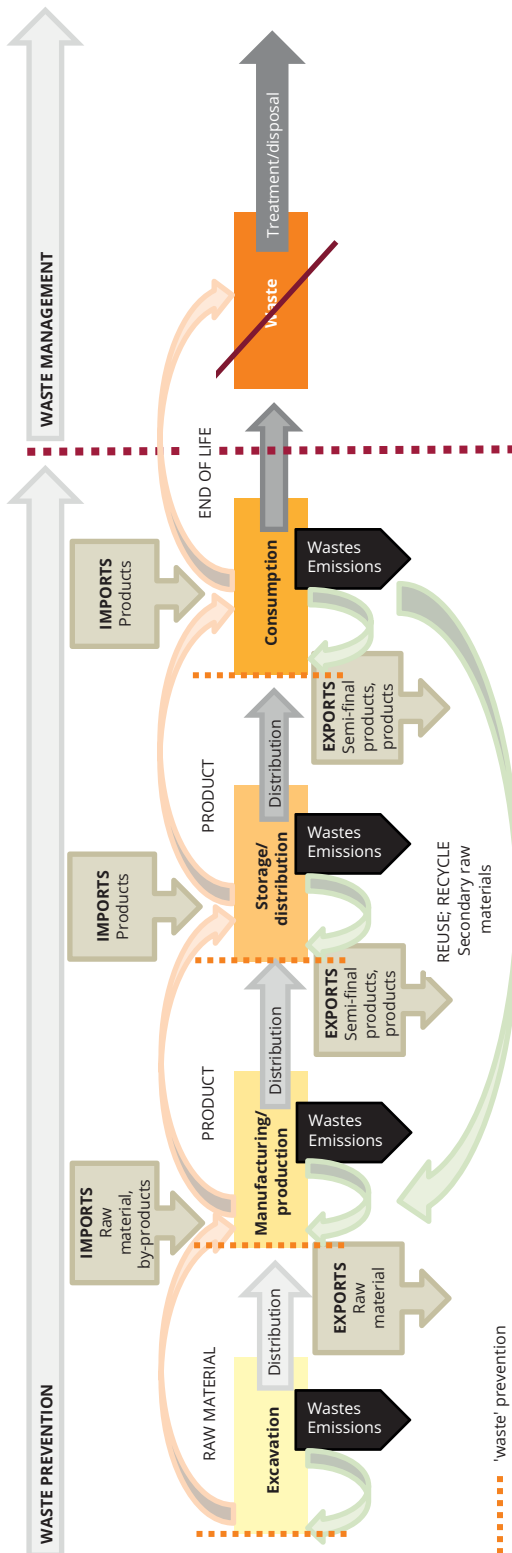 WASTE PREVENTION
WASTE MANAGEMENT
IMPORTS
Raw
material,
by-products
IMPORTS
Products
IMPORTS
Products
RAW MATERIAL
PRODUCT
PRODUCT
END OF LIFE
Excavation
Distribution
Manufacturing/
production
Distribution
Storage/
distribution
Distribution
Consumption
Waste
Treatment/disposal
Wastes
Emissions
Wastes
Emissions
Wastes
Emissions
Wastes
Emissions
EXPORTS
Raw
material
EXPORTS
Semi-final
products,
products
EXPORTS
Semi-final
products,
products
REUSE; RECYCLE
Secondary raw
materials
'waste' prevention